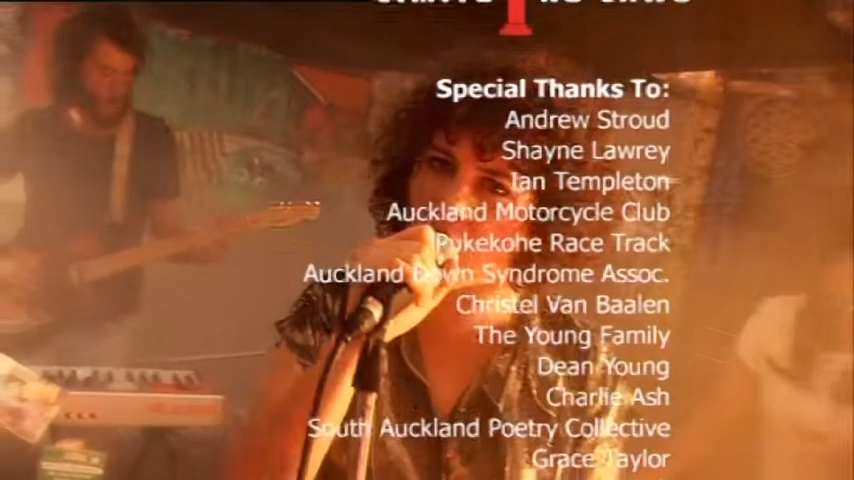 Special Thanks To:
Andrew Stroud
Shayne Lawrey
Ian Templeton
Auckland Motorcycle Club
Pukekohe Race Track
Auckland Down Syndrome Assoc.
Christel Van Baalen
The Young Family
Dean Young
Charlie Ash
South Auckland Poetry Collective
Grace Taylor